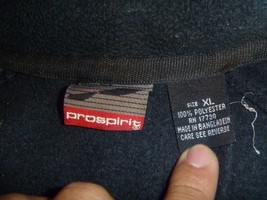 prospirit
SIZE XL
100% POLYESTER
RN 17730
MADE IN BANGLADESH
CARE SEE REVERSE